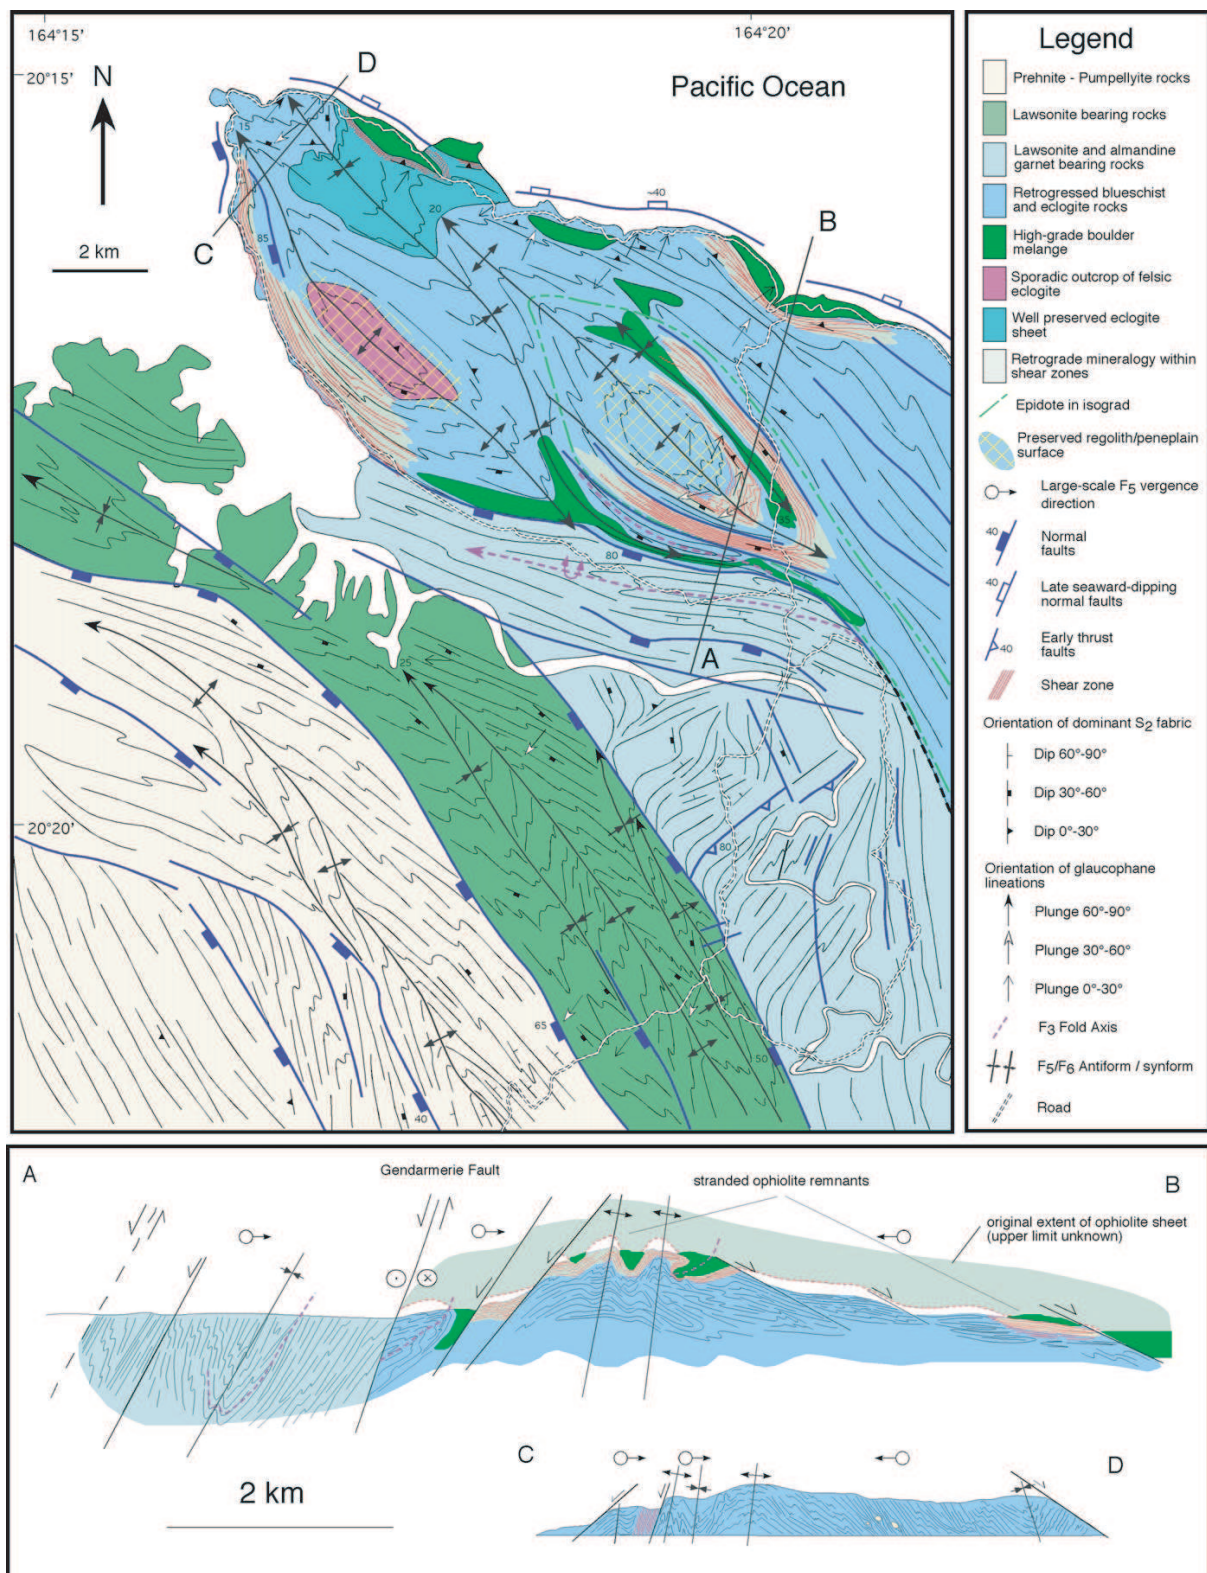 164°15'
164°20'
20°15'
N
D
Pacific Ocean
15
~40
20
B
C
85
2 km
35
80
A
25
20°20'
80
65
50
40
Legend
Prehnite - Pumpellyite rocks
Lawsonite bearing rocks
Lawsonite and almandine
garnet bearing rocks
Retrogressed blueschist
and eclogite rocks
High-grade boulder
melange
Sporadic outcrop of felsic
eclogite
Well preserved eclogite
sheet
Retrograde mineralogy within
shear zones
Epidote in isograd
Preserved regolith/peneplain
surface
Large-scale F5 vergence
direction
40
Normal
faults
40
Late seaward-dipping
normal faults
40
Early thrust
faults
Shear zone
Orientation of dominant S2 fabric
Dip 60°-90°
Dip 30°-60°
Dip 0°-30°
Orientation of glaucophane
lineations
Plunge 60°-90°
Plunge 30°-60°
Plunge 0°-30°
F3 Fold Axis
F5/F6 Antiform / synform
Road
A
Gendarmerie Fault
stranded ophiolite remnants
B
original extent of ophiolite sheet
(upper limit unknown)
C
D
2 km